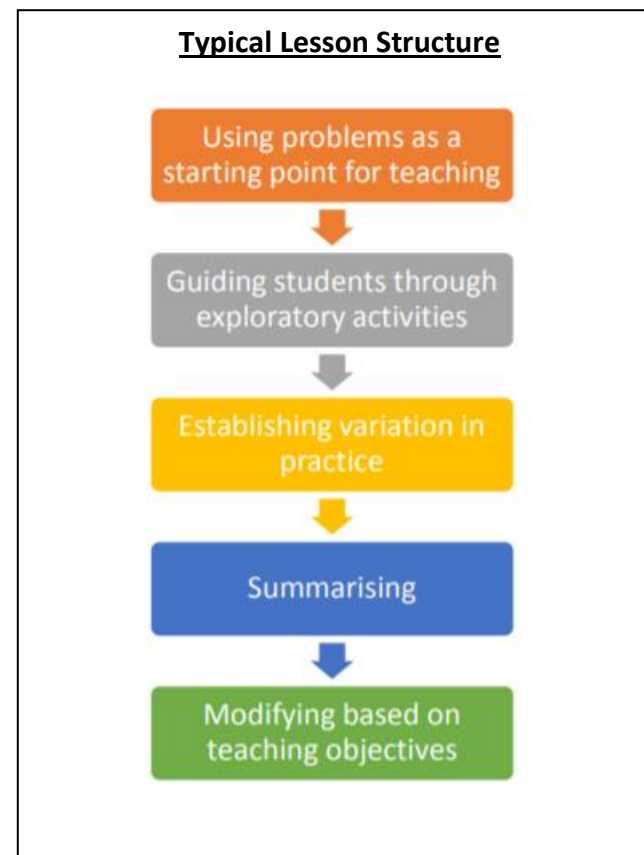 Typical Lesson Structure
Using problems as a
starting point for teaching
Guiding students through
exploratory activities
Establishing variation in
practice
Summarising
Modifying based on
teaching objectives